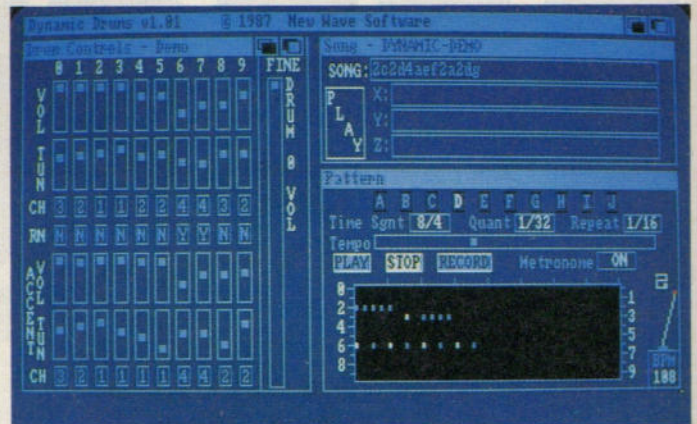 Dynamic Drums v1.01 © 1987 New Wave Software
Drum Controls - Demo
0 1 2 3 4 5 6 7 8 9 FINE
VOL
TUN
CH 3 2 1 1 2 2 4 4 3 2
RN N N N N N N Y Y N N
ACCENT
VOL
TUN
CH 3 2 1 1 1 1 4 4 2 2
DRUM 0 VOL
Song - DYNAMIC-DEMO
SONG: 2c2d4aef2a2dg
PLAY
X:
Y:
Z:
Pattern
A B C D E F G H I J
Time Sgnt 8/4 Quant 1/32 Repeat 1/16
Tempo
PLAY STOP RECORD Metronome ON
0
2
4
6
8
1
3
5
7
9
BPM
188